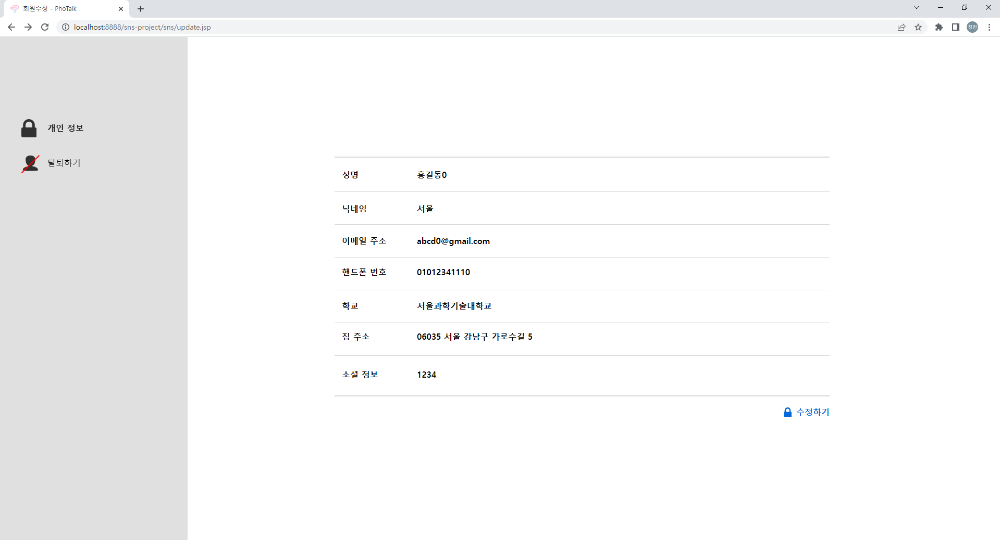 회원수정 - PhoTalk
localhost:8888/sns-project/sns/update.jsp
창헌
개인 정보
탈퇴하기
성명 홍길동0
닉네임 서울
이메일 주소 abcd0@gmail.com
핸드폰 번호 01012341110
학교 서울과학기술대학교
집 주소 06035 서울 강남구 가로수길 5
소셜 정보 1234
수정하기